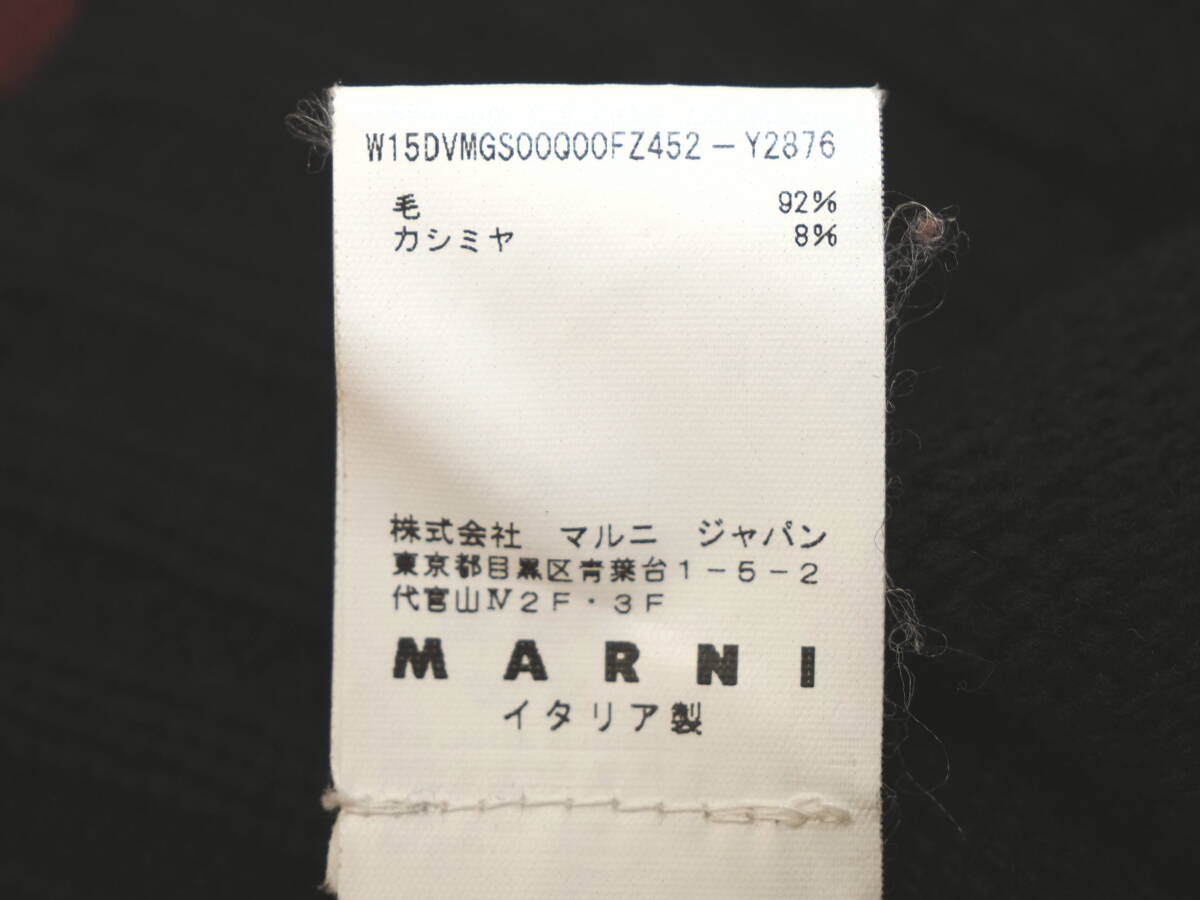 W15DVMGS00Q00FZ452－Y2876
毛 92%
カシミヤ 8%
株式会社 マルニ ジャパン
東京都目黒区青葉台1－5－2
代官山Ⅳ2F・3F
MARNI
イタリア製